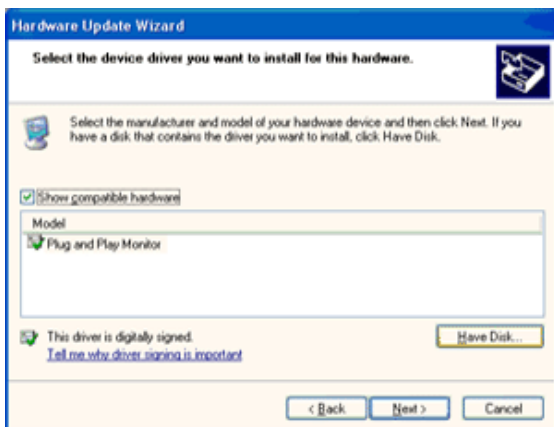 Hardware Update Wizard
Select the device driver you want to install for this hardware.
Select the manufacturer and model of your hardware device and then click Next. If you
have a disk that contains the driver you want to install, click Have Disk.
Show compatible hardware
Model
Plug and Play Monitor
This driver is digitally signed.
Have Disk...
Tell me why driver signing is important
< Back
Next >
Cancel